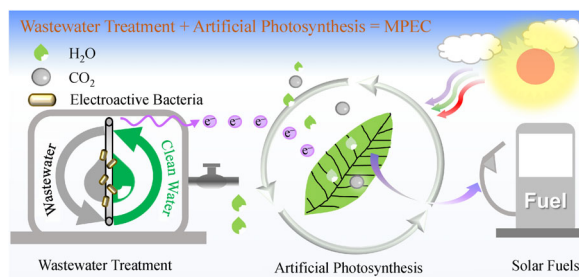 Wastewater Treatment + Artificial Photosynthesis = MPEC
H₂O
CO₂
Electroactive Bacteria
e⁻
e⁻
e⁻
e⁻
e⁻
Wastewater
Clean Water
Fuel
Wastewater Treatment
Artificial Photosynthesis
Solar Fuels